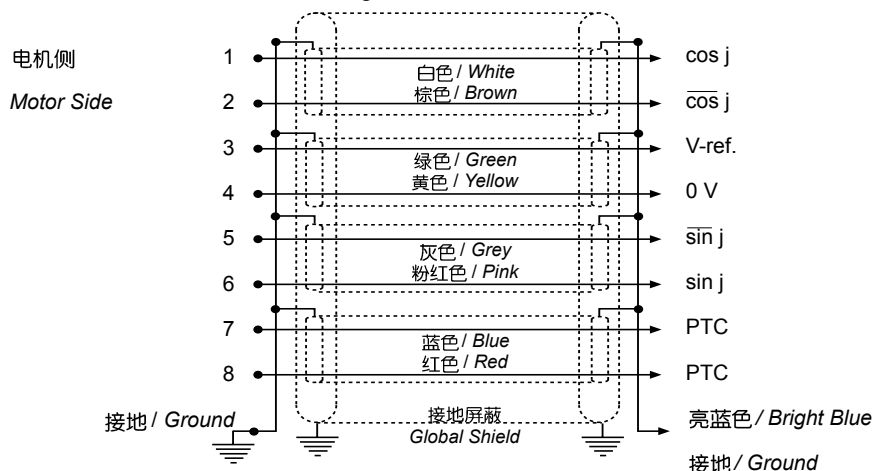 电机侧
Motor Side
1 cos j
白色 / White
棕色 / Brown
2 c̅o̅s̅ j
3 V-ref.
绿色 / Green
黄色 / Yellow
4 0 V
5 s̅i̅n̅ j
灰色 / Grey
粉红色 / Pink
6 sin j
7 PTC
蓝色 / Blue
红色 / Red
8 PTC
接地 / Ground
接地屏蔽
Global Shield
亮蓝色 / Bright Blue
接地 / Ground